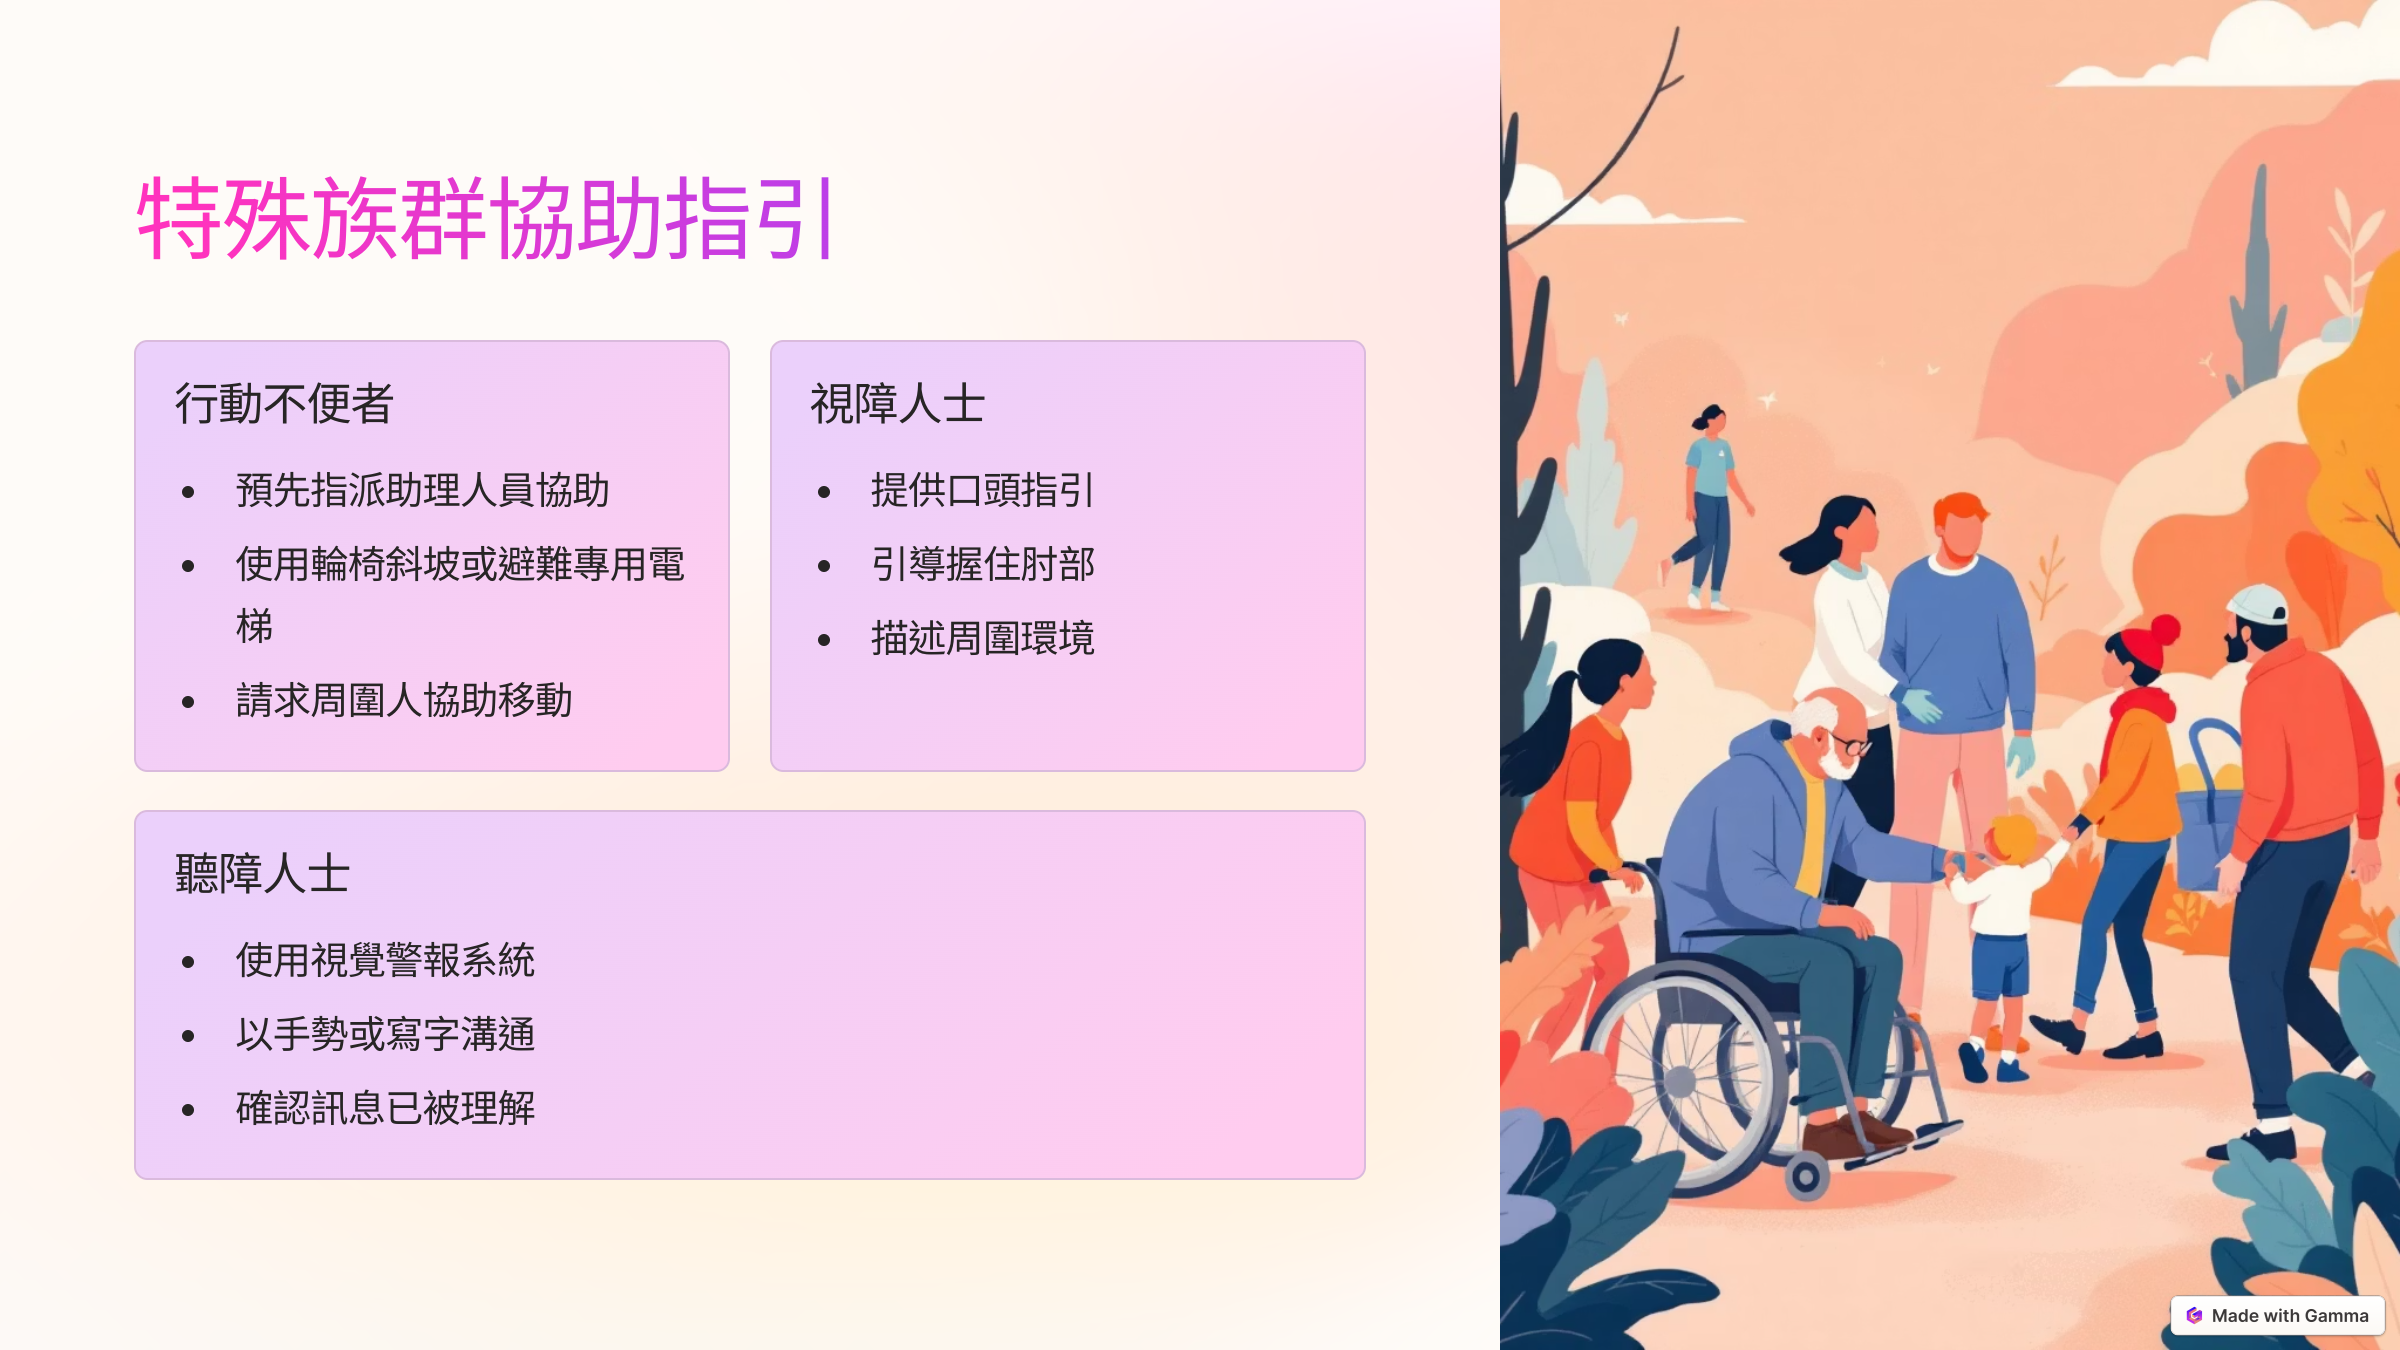 特殊族群協助指引
行動不便者
預先指派助理人員協助
使用輪椅斜坡或避難專用電
梯
請求周圍人協助移動
視障人士
提供口頭指引
引導握住肘部
描述周圍環境
聽障人士
使用視覺警報系統
以手勢或寫字溝通
確認訊息已被理解
Made with Gamma